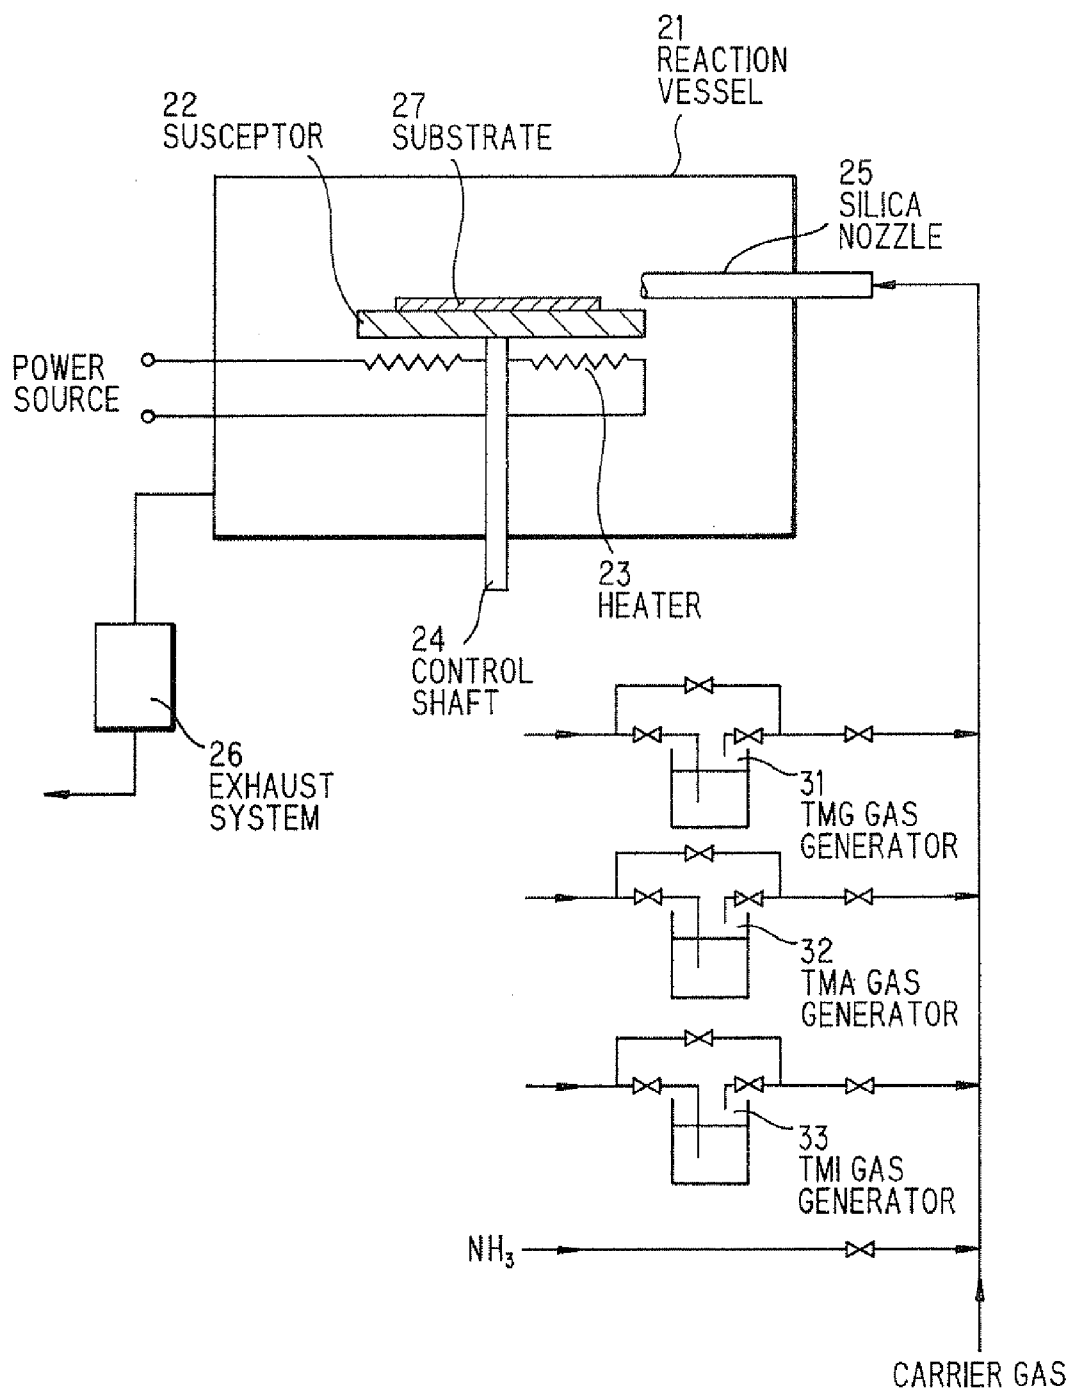 21
REACTION
VESSEL
22
SUSCEPTOR
27
SUBSTRATE
25
SILICA
NOZZLE
POWER
SOURCE
23
HEATER
24
CONTROL
SHAFT
26
EXHAUST
SYSTEM
31
TMG GAS
GENERATOR
32
TMA GAS
GENERATOR
33
TMI GAS
GENERATOR
NH₃
CARRIER GAS